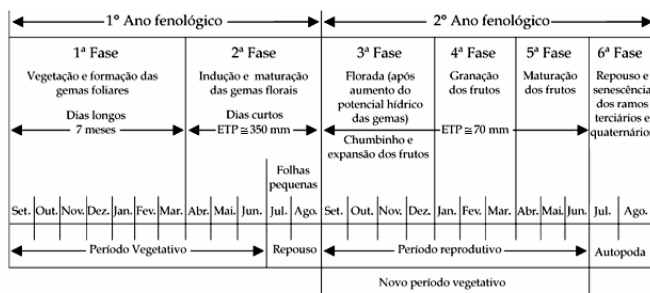 1º Ano fenológico
2º Ano fenológico
1ª Fase
Vegetação e formação das
gemas foliares
Dias longos
7 meses
2ª Fase
Indução e maturação
das gemas florais
Dias curtos
ETP ≅ 350 mm
Folhas
pequenas
3ª Fase
Florada (após
aumento do
potencial hídrico
das gemas)
Chumbinho e
expansão dos frutos
4ª Fase
Granação
dos frutos
ETP ≅ 70 mm
5ª Fase
Maturação
dos frutos
6ª Fase
Repouso e
senescência
dos ramos
terciários e
quaternários
Set. Out. Nov. Dez. Jan. Fev. Mar. Abr. Mai. Jun. Jul. Ago. Set. Out. Nov. Dez. Jan. Fev. Mar. Abr. Mai. Jun. Jul. Ago.
Período Vegetativo Repouso Período reprodutivo Autopoda
Novo período vegetativo